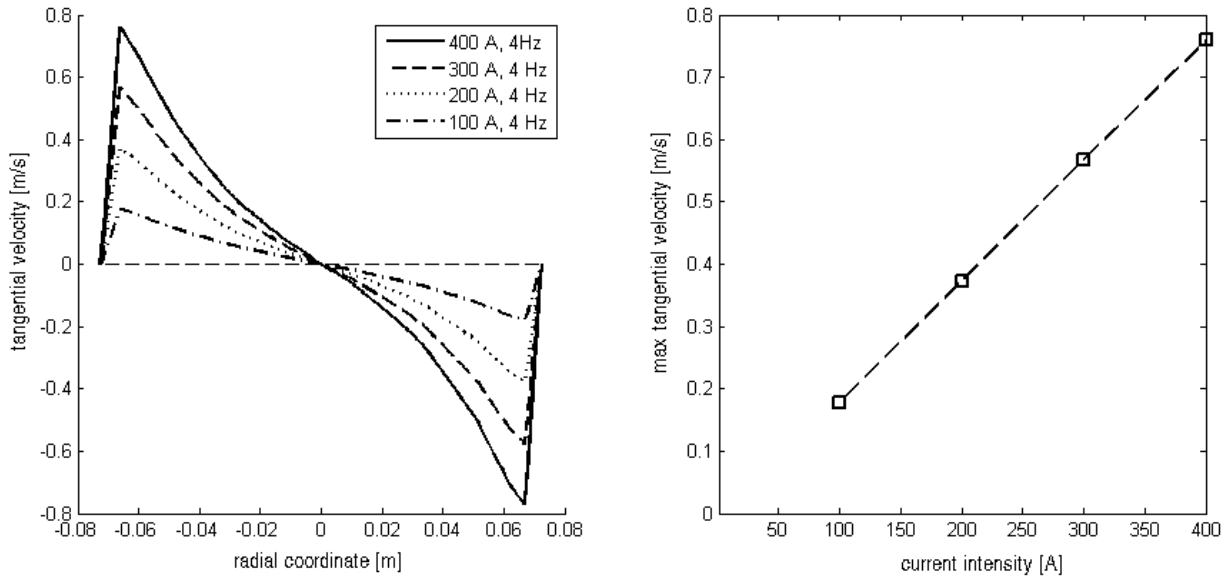 0.8
0.6
0.4
0.2
0
-0.2
-0.4
-0.6
-0.8
tangential velocity [m/s]
400 A, 4Hz
300 A, 4 Hz
200 A, 4 Hz
100 A, 4 Hz
-0.08 -0.06 -0.04 -0.02 0 0.02 0.04 0.06 0.08
radial coordinate [m]
0.8
0.7
0.6
0.5
0.4
0.3
0.2
0.1
0
max tangential velocity [m/s]
50 100 150 200 250 300 350 400
current intensity [A]